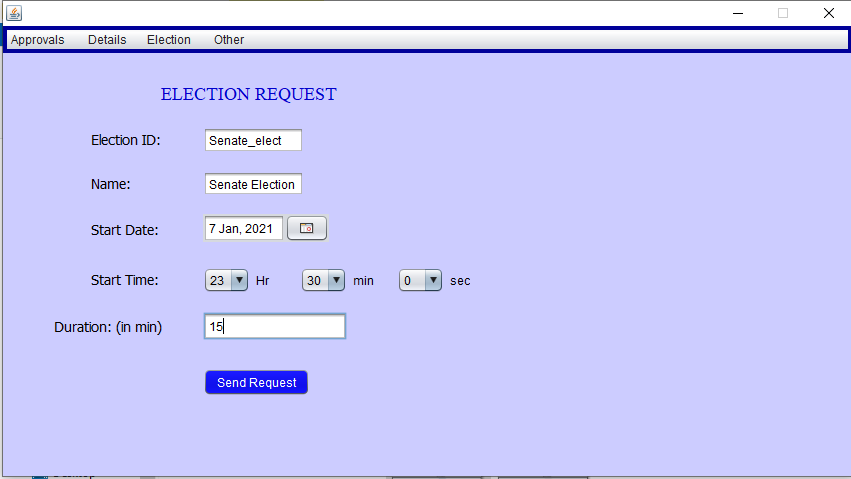 Approvals Details Election Other
ELECTION REQUEST
Election ID: Senate_elect
Name: Senate Election
Start Date: 7 Jan, 2021
Start Time: 23 Hr 30 min 0 sec
Duration: (in min) 15
Send Request